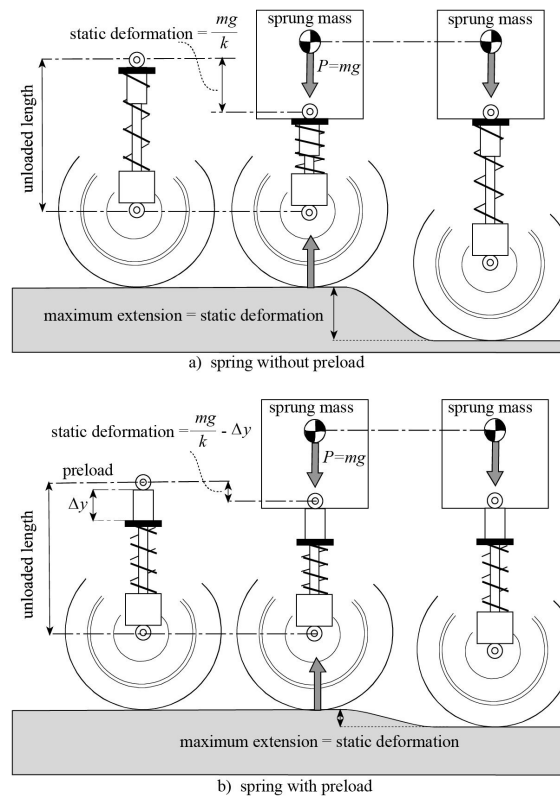 static deformation = mg/k
sprung mass
sprung mass
P=mg
unloaded length
maximum extension = static deformation
a) spring without preload
sprung mass
sprung mass
static deformation = mg/k - Δy
P=mg
preload
Δy
unloaded length
maximum extension = static deformation
b) spring with preload